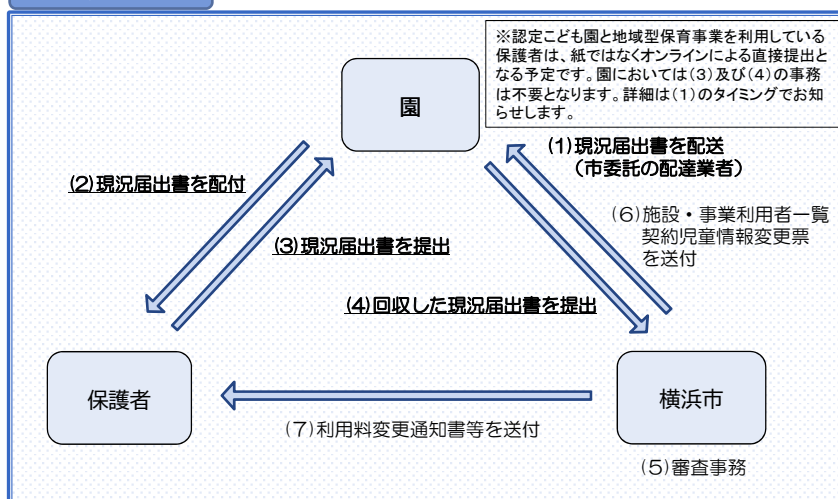 ※認定こども園と地域型保育事業を利用している
保護者は、紙ではなくオンラインによる直接提出と
なる予定です。園においては(3)及び(4)の事務
は不要となります。詳細は(1)のタイミングでお知
らせします。
園
(1)現況届出書を配送
(市委託の配達業者)
(2)現況届出書を配付
(6)施設・事業利用者一覧
契約児童情報変更票
を送付
(3)現況届出書を提出
(4)回収した現況届出書を提出
保護者
横浜市
(7)利用料変更通知書等を送付
(5)審査事務